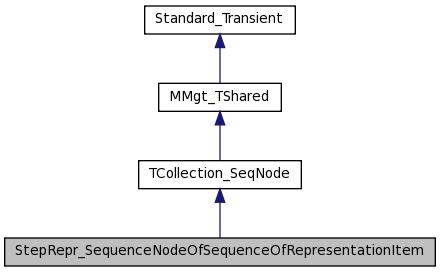 Standard_Transient
MMgt_TShared
TCollection_SeqNode
StepRepr_SequenceNodeOfSequenceOfRepresentationItem